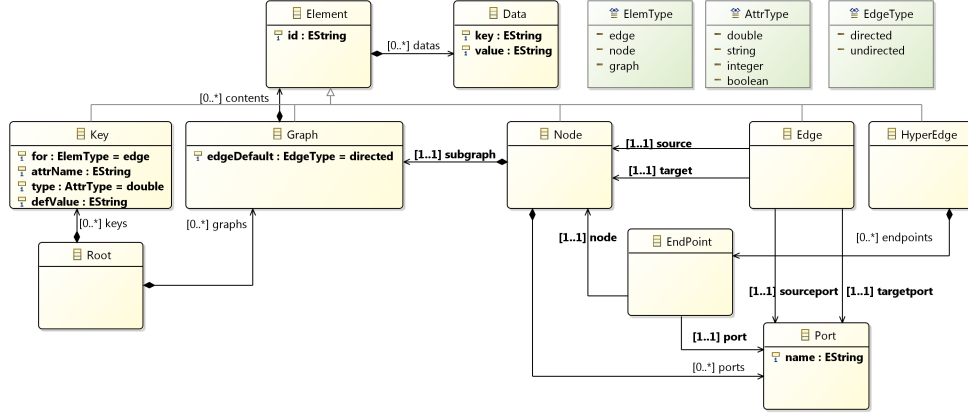 Element
id : EString
[0..*] datas
Data
key : EString
value : EString
ElemType
edge
node
graph
AttrType
double
string
integer
boolean
EdgeType
directed
undirected
[0..*] contents
Key
for : ElemType = edge
attrName : EString
type : AttrType = double
defValue : EString
Graph
edgeDefault : EdgeType = directed
[1..1] subgraph
Node
[1..1] source
[1..1] target
Edge
HyperEdge
[0..*] keys
[0..*] graphs
Root
[1..1] node
EndPoint
[0..*] endpoints
[1..1] sourceport
[1..1] targetport
[1..1] port
[0..*] ports
Port
name : EString